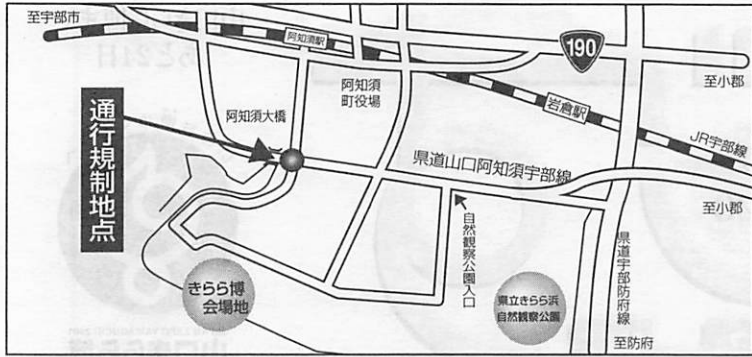 至宇部市
阿知須駅
190
至小郡
阿知須大橋
阿知須
町役場
岩倉駅
JR宇部線
通行規制地点
県道山口阿知須宇部線
至小郡
自然観察公園入口
県道宇部防府線
きらら博
会場地
県立きらら浜
自然観察公園
至防府